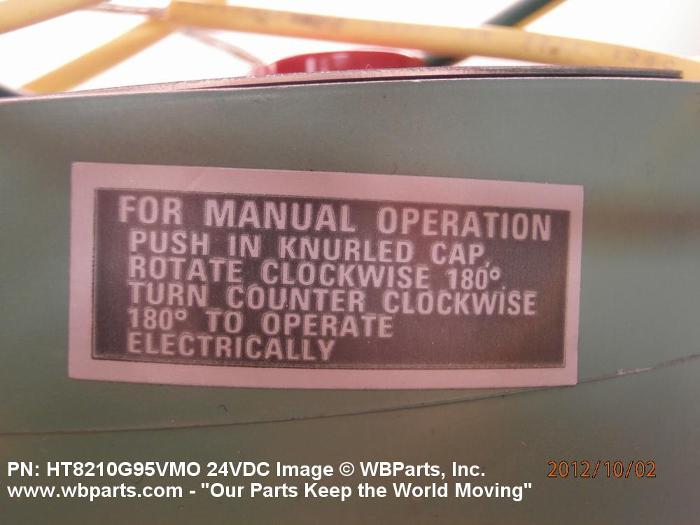 FOR MANUAL OPERATION
PUSH IN KNURLED CAP,
ROTATE CLOCKWISE 180°,
TURN COUNTER CLOCKWISE
180° TO OPERATE
ELECTRICALLY
PN: HT8210G95VMO 24VDC Image © WBParts, Inc.
2012/10/02
www.wbparts.com - "Our Parts Keep the World Moving"